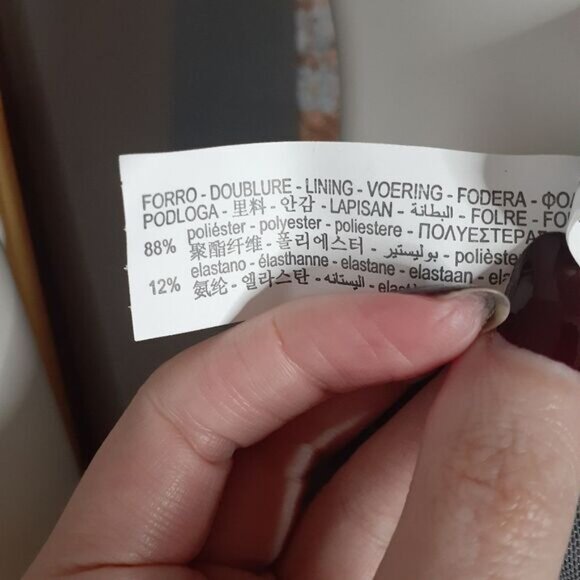 FORRO - DOUBLURE - LINING - VOERING - FODERA -
PODLOGA - 里料 - 안감 - LAPISAN - البطانة - FOLRE -
88% poliéster - polyester - poliestere - ΠΟΛΥΕΣΤΕΡΑΣ
聚酯纤维 - 폴리에스터 - بوليستير - polièster
12% elastano - élasthanne - elastane - elastaan -
氨纶 - 엘라스탄 - اليستانه -